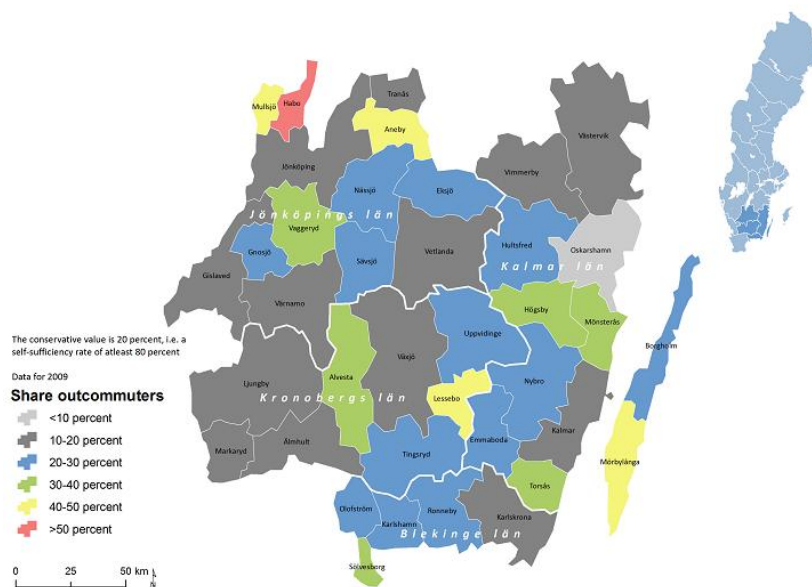 Tranås
Mullsjö
Habo
Västervik
Aneby
Jönköping
Vimmerby
Nässjö
Eksjö
Jönköpings län
Vaggeryd
Hultsfred
Oskarshamn
Gnosjö
Sävsjö
Vetlanda
Kalmar län
Gislaved
Värnamo
Högsby
Mönsterås
Uppvidinge
Borgholm
The conservative value is 20 percent, i.e. a
self-sufficiency rate of atleast 80 percent
Data for 2009
Share outcommuters
<10 percent
10-20 percent
20-30 percent
30-40 percent
40-50 percent
>50 percent
0 25 50 km
Växjö
Alvesta
Ljungby
Nybro
Lessebo
Kronobergs län
Kalmar
Emmaboda
Markaryd
Älmhult
Tingsryd
Mörbylånga
Torsås
Olofström
Ronneby
Karlshamn
Karlskrona
Blekinge län
Sölvesborg